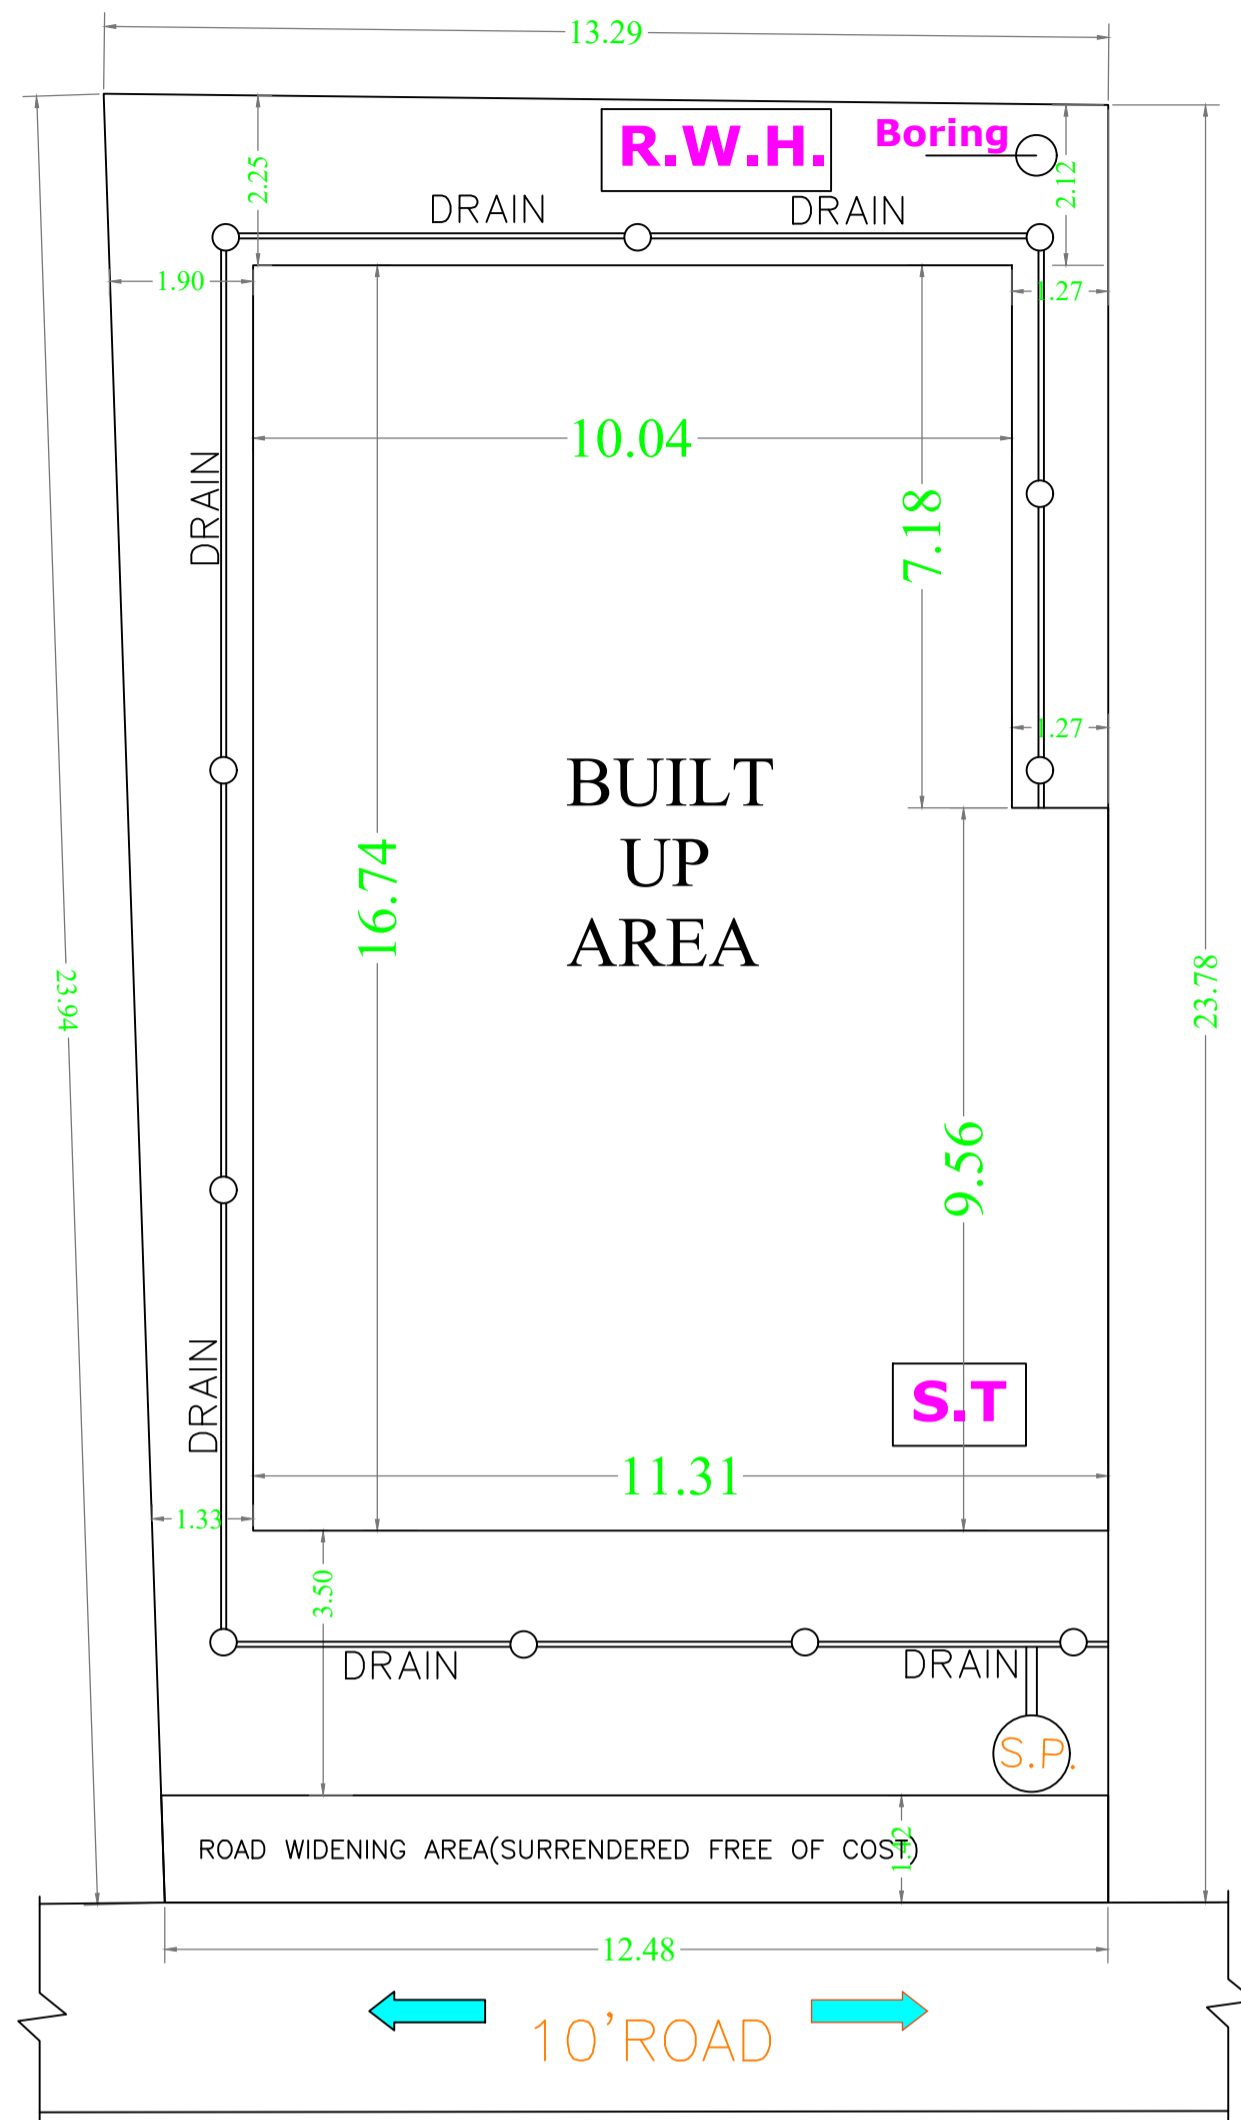 13.29
R.W.H.
Boring
2.25
2.12
DRAIN
DRAIN
1.90
1.27
10.04
DRAIN
7.18
1.27
BUILT
UP
AREA
16.74
23.94
23.78
9.56
DRAIN
S.T
11.31
1.33
3.50
DRAIN
DRAIN
S.P.
ROAD WIDENING AREA(SURRENDERED FREE OF COST)
1.42
12.48
10'ROAD